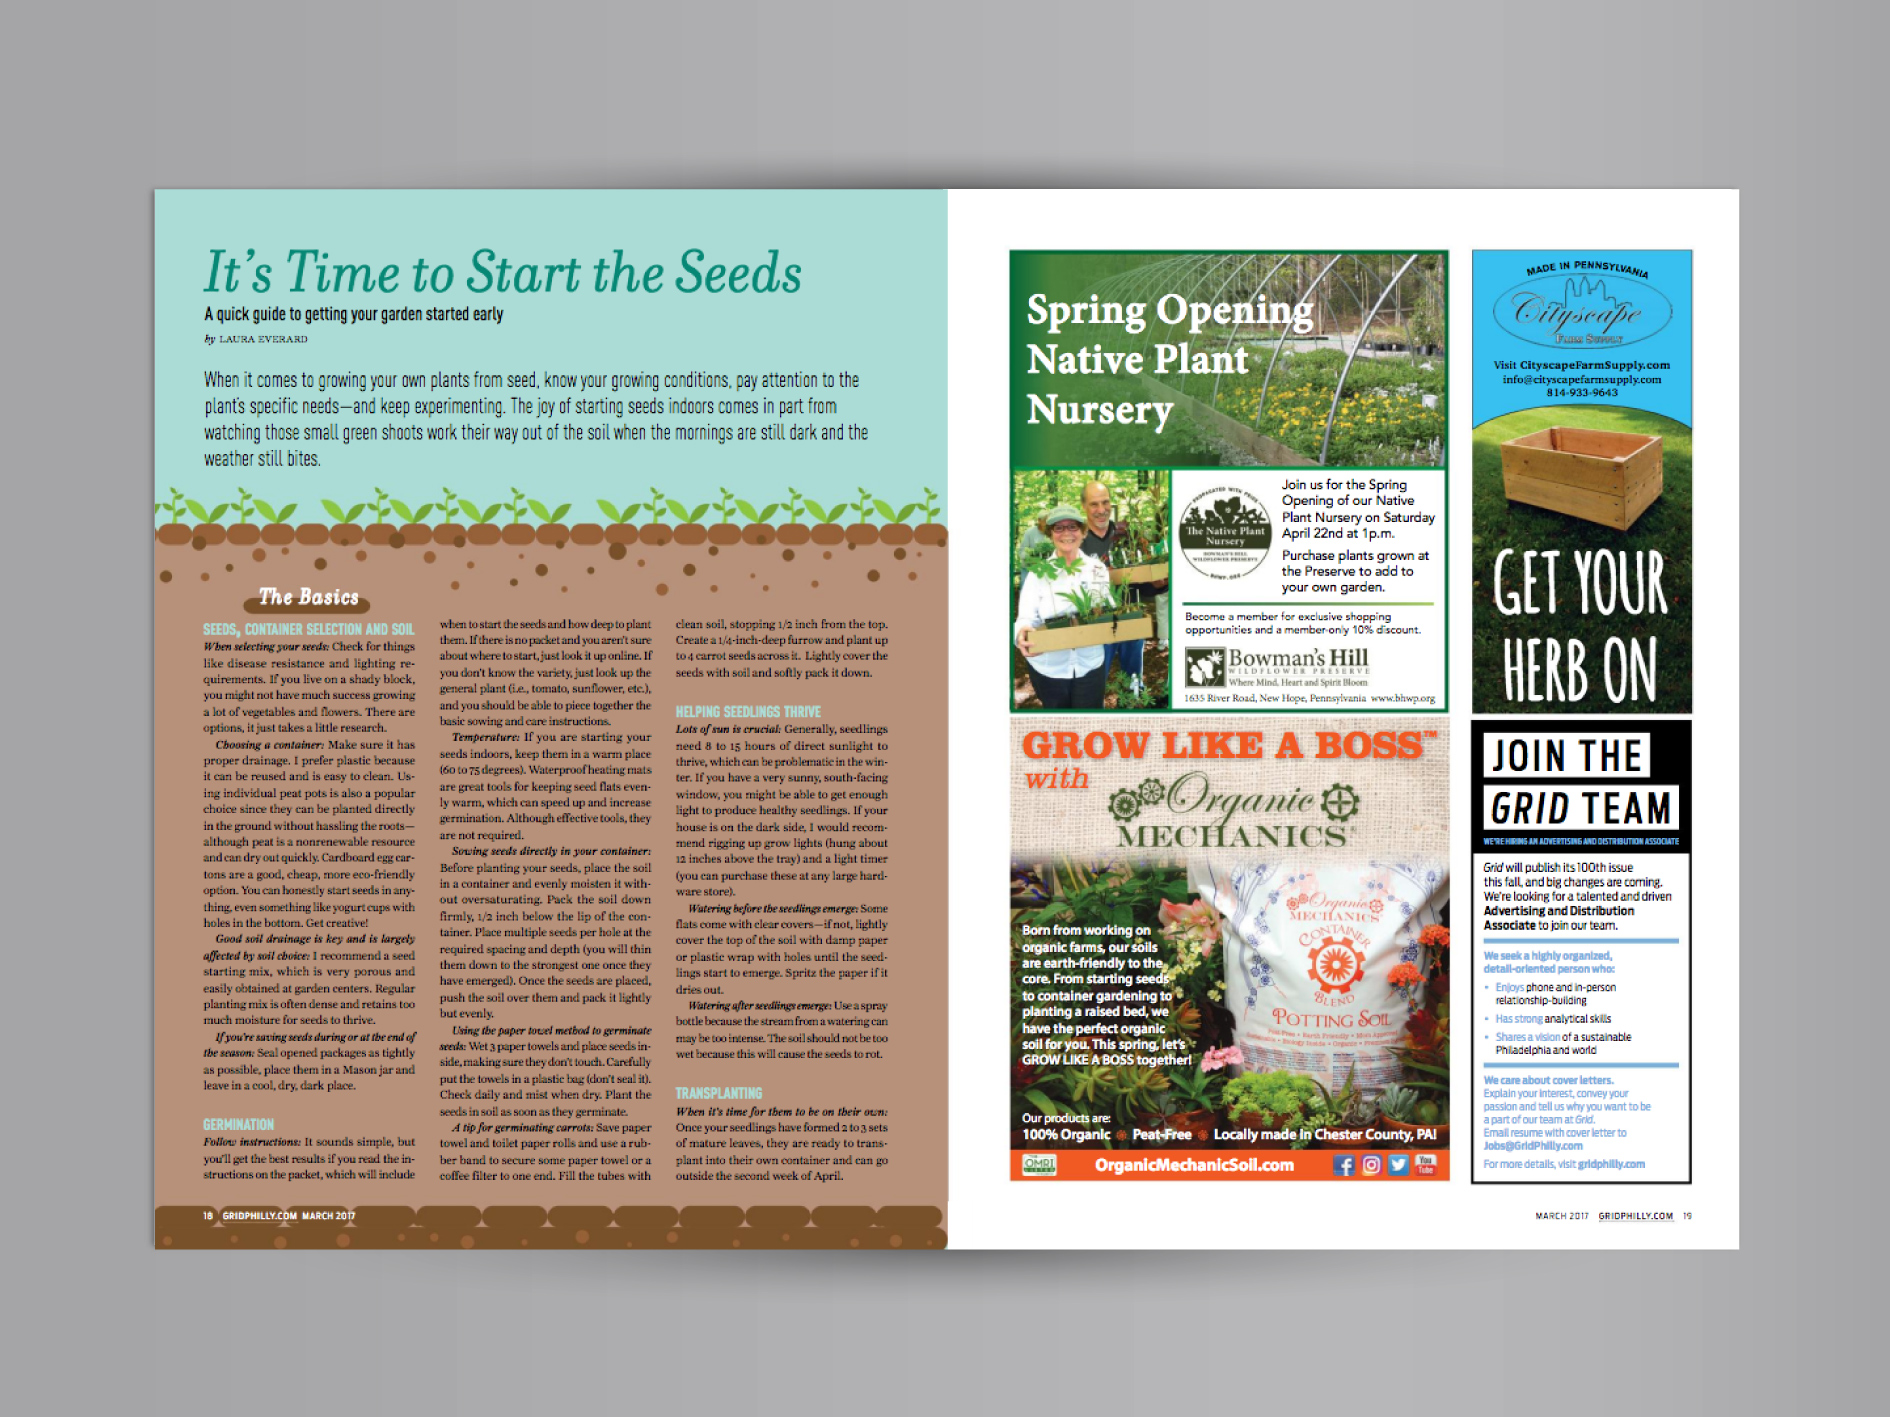 It's Time to Start the Seeds
A quick guide to getting your garden started early
by LAURA EVERARD
When it comes to growing your own plants from seed, know your growing conditions, pay attention to the
plant's specific needs—and keep experimenting. The joy of starting seeds indoors comes in part from
watching those small green shoots work their way out of the soil when the mornings are still dark and the
weather still bites.
The Basics
SEEDS, CONTAINER SELECTION AND SOIL
When selecting your seeds: Check for things
like disease resistance and lighting re-
quirements. If you live on a shady block,
you might not have much success growing
a lot of vegetables and flowers. There are
options, it just takes a little research.
Choosing a container: Make sure it has
proper drainage. I prefer plastic because
it can be reused and is easy to clean. Us-
ing individual peat pots is also a popular
choice since they can be planted directly
in the ground without hassling the roots—
although peat is a nonrenewable resource
and can dry out quickly. Cardboard egg car-
tons are a good, cheap, more eco-friendly
option. You can honestly start seeds in any-
thing, even something like yogurt cups with
holes in the bottom. Get creative!
Good soil drainage is key and is largely
affected by soil choice: I recommend a seed
starting mix, which is very porous and
easily obtained at garden centers. Regular
planting mix is often dense and retains too
much moisture for seeds to thrive.
If you're saving seeds during or at the end of
the season: Seal opened packages as tightly
as possible, place them in a Mason jar and
leave in a cool, dry, dark place.
GERMINATION
Follow instructions: It sounds simple, but
you'll get the best results if you read the in-
structions on the packet, which will include
when to start the seeds and how deep to plant
them. If there is no packet and you aren't sure
about where to start, just look it up online. If
you don't know the variety, just look up the
general plant (i.e., tomato, sunflower, etc.),
and you should be able to piece together the
basic sowing and care instructions.
Temperature: If you are starting your
seeds indoors, keep them in a warm place
(60 to 75 degrees). Waterproof heating mats
are great tools for keeping seed flats even-
ly warm, which can speed up and increase
germination. Although effective tools, they
are not required.
Sowing seeds directly in your container:
Before planting your seeds, place the soil
in a container and evenly moisten it with-
out oversaturating. Pack the soil down
firmly, 1/2 inch below the lip of the con-
tainer. Place multiple seeds per hole at the
required spacing and depth (you will thin
them down to the strongest one once they
have emerged). Once the seeds are placed,
push the soil over them and pack it lightly
but evenly.
Using the paper towel method to germinate
seeds: Wet 3 paper towels and place seeds in-
side, making sure they don't touch. Carefully
put the towels in a plastic bag (don't seal it).
Check daily and mist when dry. Plant the
seeds in soil as soon as they germinate.
A tip for germinating carrots: Save paper
towel and toilet paper rolls and use a rub-
ber band to secure some paper towel or a
coffee filter to one end. Fill the tubes with
clean soil, stopping 1/2 inch from the top.
Create a 1/4-inch-deep furrow and plant up
to 4 carrot seeds across it. Lightly cover the
seeds with soil and softly pack it down.
HELPING SEEDLINGS THRIVE
Lots of sun is crucial: Generally, seedlings
need 8 to 15 hours of direct sunlight to
thrive, which can be problematic in the win-
ter. If you have a very sunny, south-facing
window, you might be able to get enough
light to produce healthy seedlings. If your
house is on the dark side, I would recom-
mend rigging up grow lights (hung about
12 inches above the tray) and a light timer
(you can purchase these at any large hard-
ware store).
Watering before the seedlings emerge: Some
flats come with clear covers—if not, lightly
cover the top of the soil with damp paper
or plastic wrap with holes until the seed-
lings start to emerge. Spritz the paper if it
dries out.
Watering after seedlings emerge: Use a spray
bottle because the stream from a watering can
may be too intense. The soil should not be too
wet because this will cause the seeds to rot.
TRANSPLANTING
When it's time for them to be on their own:
Once your seedlings have formed 2 to 3 sets
of mature leaves, they are ready to trans-
plant into their own container and can go
outside the second week of April.
18 GRIDPHILLY.COM MARCH 2017
Spring Opening
Native Plant
Nursery
PROPAGATED WITH PRIDE
The Native Plant
Nursery
BOWMAN'S HILL
WILDFLOWER PRESERVE
BHWP.ORG
Join us for the Spring
Opening of our Native
Plant Nursery on Saturday
April 22nd at 1p.m.
Purchase plants grown at
the Preserve to add to
your own garden.
Become a member for exclusive shopping
opportunities and a member-only 10% discount.
Bowman's Hill
WILDFLOWER PRESERVE
Where Mind, Heart and Spirit Bloom
1635 River Road, New Hope, Pennsylvania www.bhwp.org
GROW LIKE A BOSS™
with
Organic
MECHANICS
Organic
MECHANICS
CONTAINER
BLEND
POTTING SOIL
Born from working on
organic farms, our soils
are earth-friendly to the
core. From starting seeds
to container gardening to
planting a raised bed, we
have the perfect organic
soil for you. This spring, let's
GROW LIKE A BOSS together!
Our products are:
100% Organic Peat-Free Locally made in Chester County, PA!
OMRI
OrganicMechanicSoil.com
You
Tube
MADE IN PENNSYLVANIA
Cityscape
FARM SUPPLY
Visit CityscapeFarmSupply.com
info@cityscapefarmsupply.com
814-933-9643
GET YOUR
HERB ON
JOIN THE
GRID TEAM
WE'RE HIRING AN ADVERTISING AND DISTRIBUTION ASSOCIATE
Grid will publish its 100th issue
this fall, and big changes are coming.
We're looking for a talented and driven
Advertising and Distribution
Associate to join our team.
We seek a highly organized,
detail-oriented person who:
• Enjoys phone and in-person
relationship-building
• Has strong analytical skills
• Shares a vision of a sustainable
Philadelphia and world
We care about cover letters.
Explain your interest, convey your
passion and tell us why you want to be
a part of our team at Grid.
Email resume with cover letter to
Jobs@GridPhilly.com
For more details, visit gridphilly.com
MARCH 2017 GRIDPHILLY.COM 19